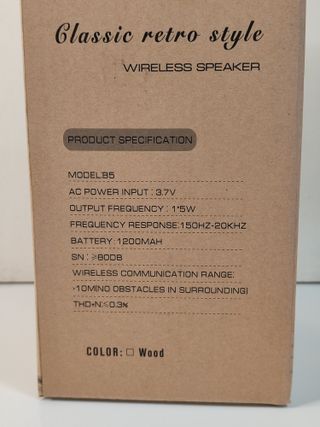 Classic retro style
WIRELESS SPEAKER
PRODUCT SPECIFICATION
MODEL:B5
AC POWER INPUT : 3.7V
OUTPUT FREQUENCY : 1*5W
FREQUENCY RESPONSE:150HZ-20KHZ
BATTERY: 1200MAH
SN : ≥80DB
WIRELESS COMMUNICATION RANGE:
>10M(NO OBSTACLES IN SURROUNDING)
THD+N:≤0.3%
COLOR: □ Wood